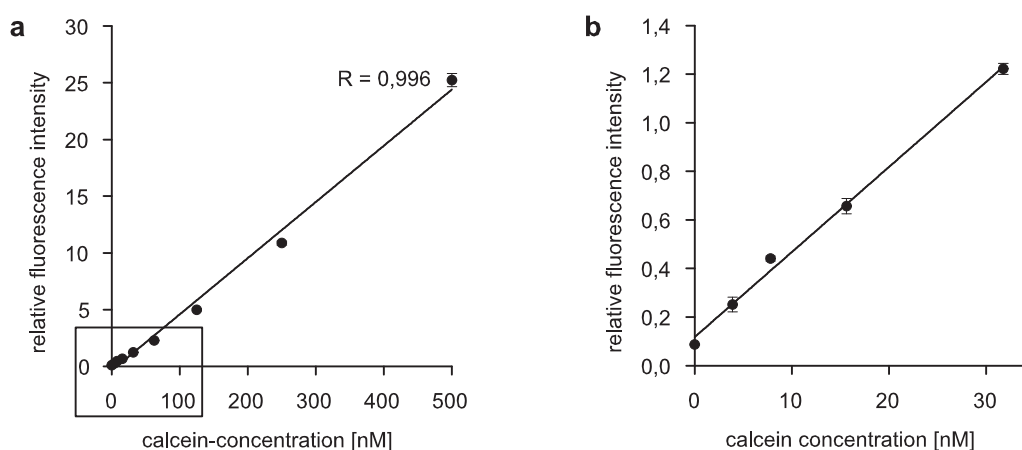 a
30
25
20
15
10
5
0
relative fluorescence intensity
R = 0,996
0 100 200 300 400 500
calcein-concentration [nM]
b
1,4
1,2
1,0
0,8
0,6
0,4
0,2
0,0
relative fluorescence intensity
0 10 20 30
calcein concentration [nM]